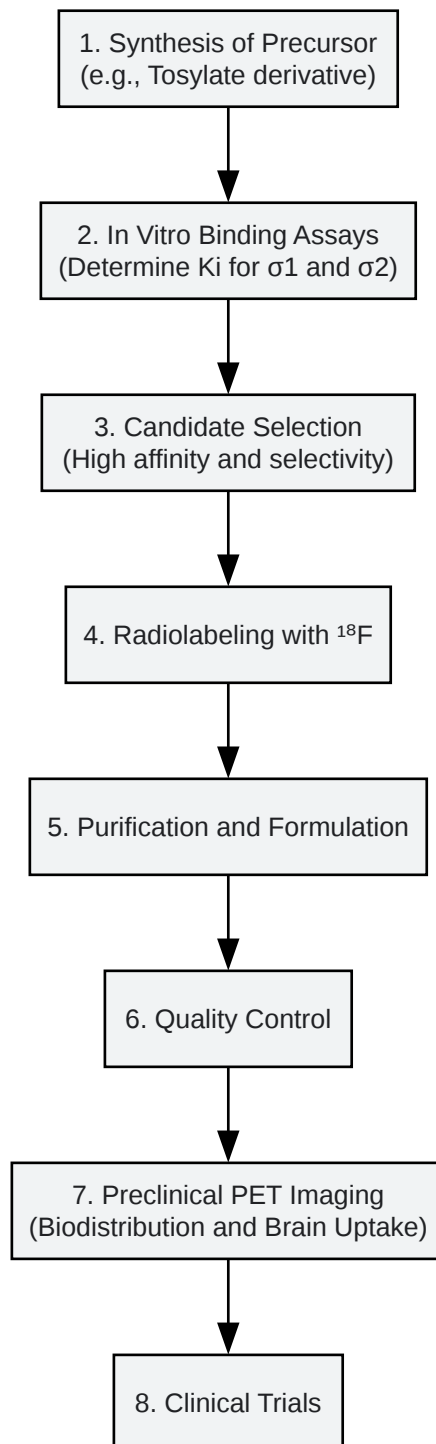 1. Synthesis of Precursor
(e.g., Tosylate derivative)
2. In Vitro Binding Assays
(Determine Ki for σ1 and σ2)
3. Candidate Selection
(High affinity and selectivity)
4. Radiolabeling with ¹⁸F
5. Purification and Formulation
6. Quality Control
7. Preclinical PET Imaging
(Biodistribution and Brain Uptake)
8. Clinical Trials